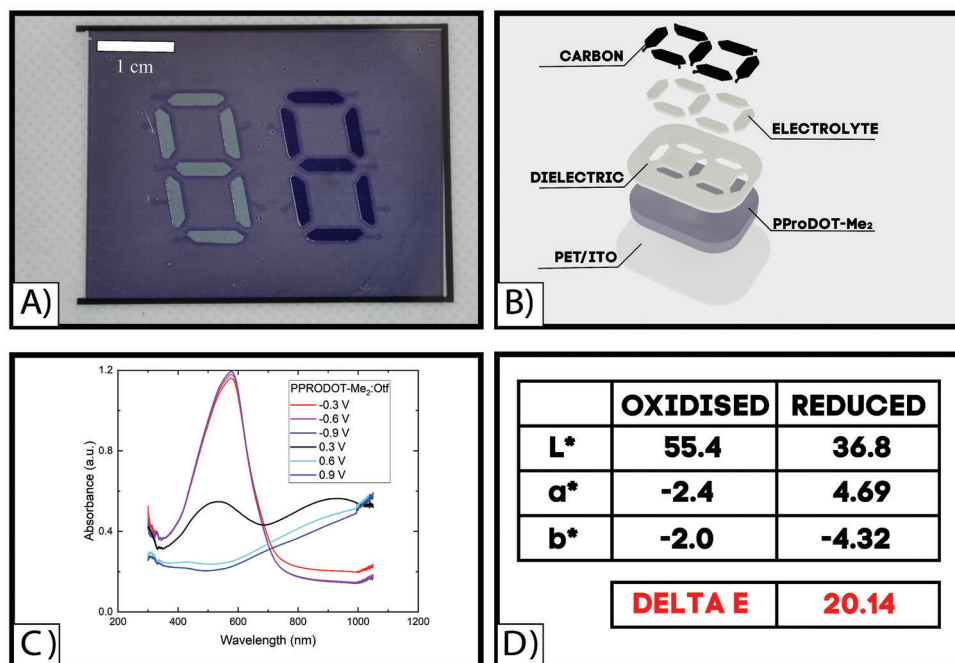 1 cm
A)
CARBON
ELECTROLYTE
DIELECTRIC
PProDOT-Me₂
PET/ITO
B)
PPRODOT-Me₂:Otf
-0.3 V
-0.6 V
-0.9 V
0.3 V
0.6 V
0.9 V
1.2
0.8
0.4
0.0
Absorbance (a.u.)
200 400 600 800 1000 1200
Wavelength (nm)
C)
OXIDISED REDUCED
L* 55.4 36.8
a* -2.4 4.69
b* -2.0 -4.32
DELTA E 20.14
D)